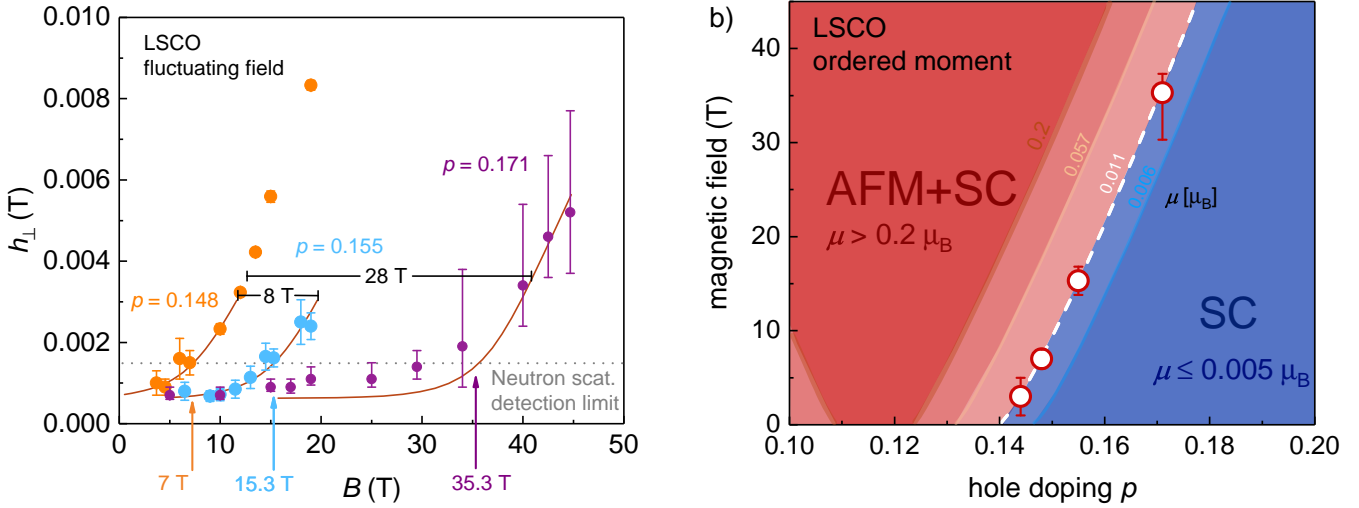 LSCO
fluctuating field
0.010
0.008
0.006
0.004
0.002
0.000
h⊥ (T)
p = 0.171
p = 0.155
p = 0.148
28 T
8 T
Neutron scat.
detection limit
0 10 20 30 40 50
7 T 15.3 T B (T) 35.3 T
b)
LSCO
ordered moment
40
30
20
10
0
magnetic field (T)
0.2
0.057
0.011
0.006
μ [μB]
AFM+SC
μ > 0.2 μB
SC
μ ≤ 0.005 μB
0.10 0.12 0.14 0.16 0.18 0.20
hole doping p